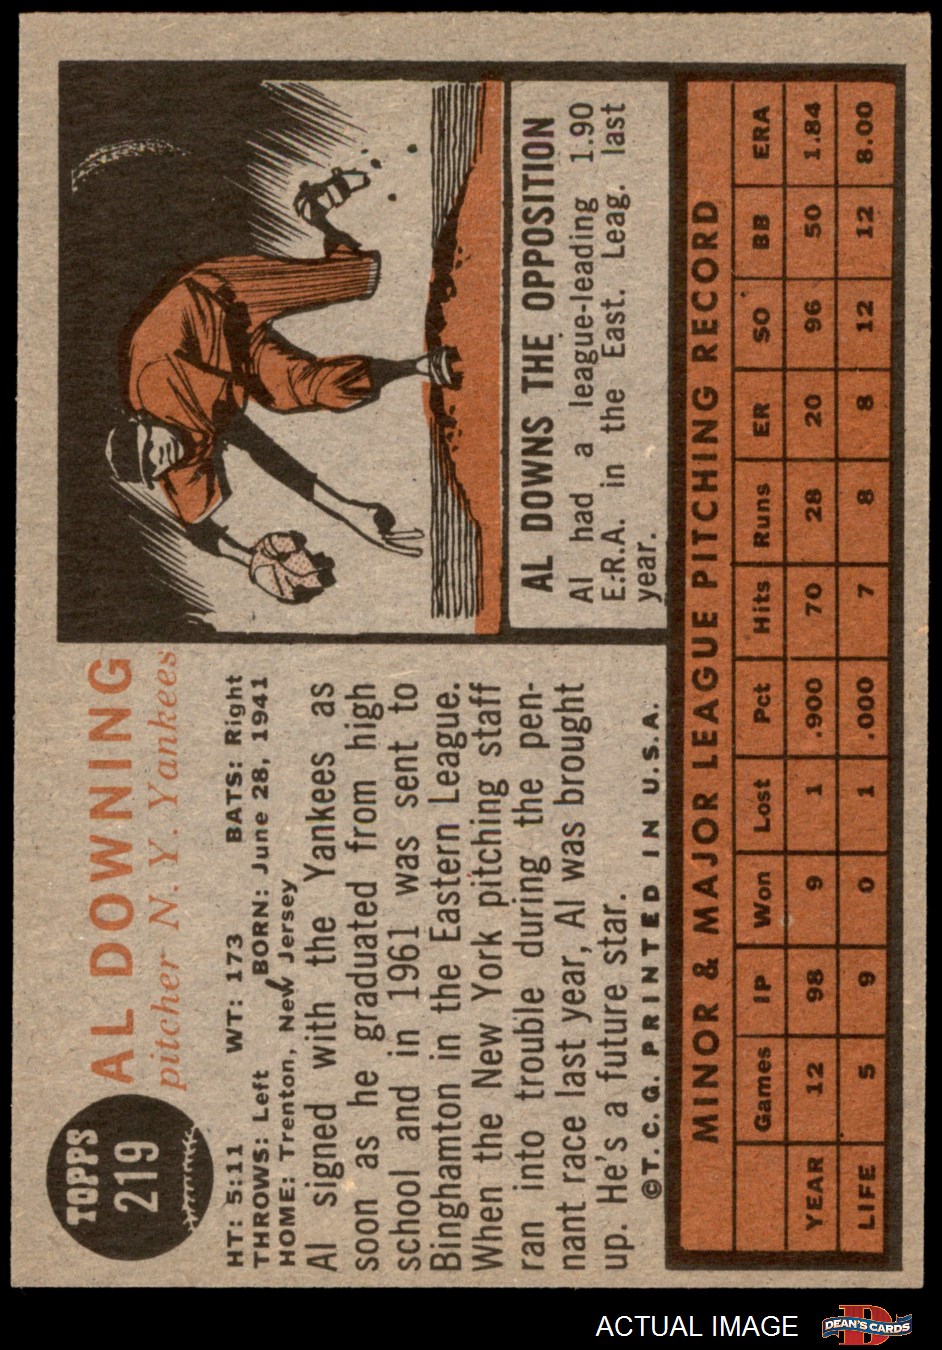 TOPPS
219
AL DOWNING
pitcher N. Y. Yankees
HT: 5:11 WT: 173 BATS: Right
THROWS: Left BORN: June 28, 1941
HOME: Trenton, New Jersey
Al signed with the Yankees as
soon as he graduated from high
school and in 1961 was sent to
Binghamton in the Eastern League.
When the New York pitching staff
ran into trouble during the pen-
nant race last year, Al was brought
up. He's a future star.
©T. C. G. PRINTED IN U.S.A.
AL DOWNS THE OPPOSITION
Al had a league-leading 1.90
E.R.A. in the East. Leag. last
year.
MINOR & MAJOR LEAGUE PITCHING RECORD
Games IP Won Lost Pct Hits Runs ER SO BB ERA
YEAR 12 98 9 1 .900 70 28 20 96 50 1.84
LIFE 5 9 0 1 .000 7 8 8 12 12 8.00
ACTUAL IMAGE
DEAN'S CARDS